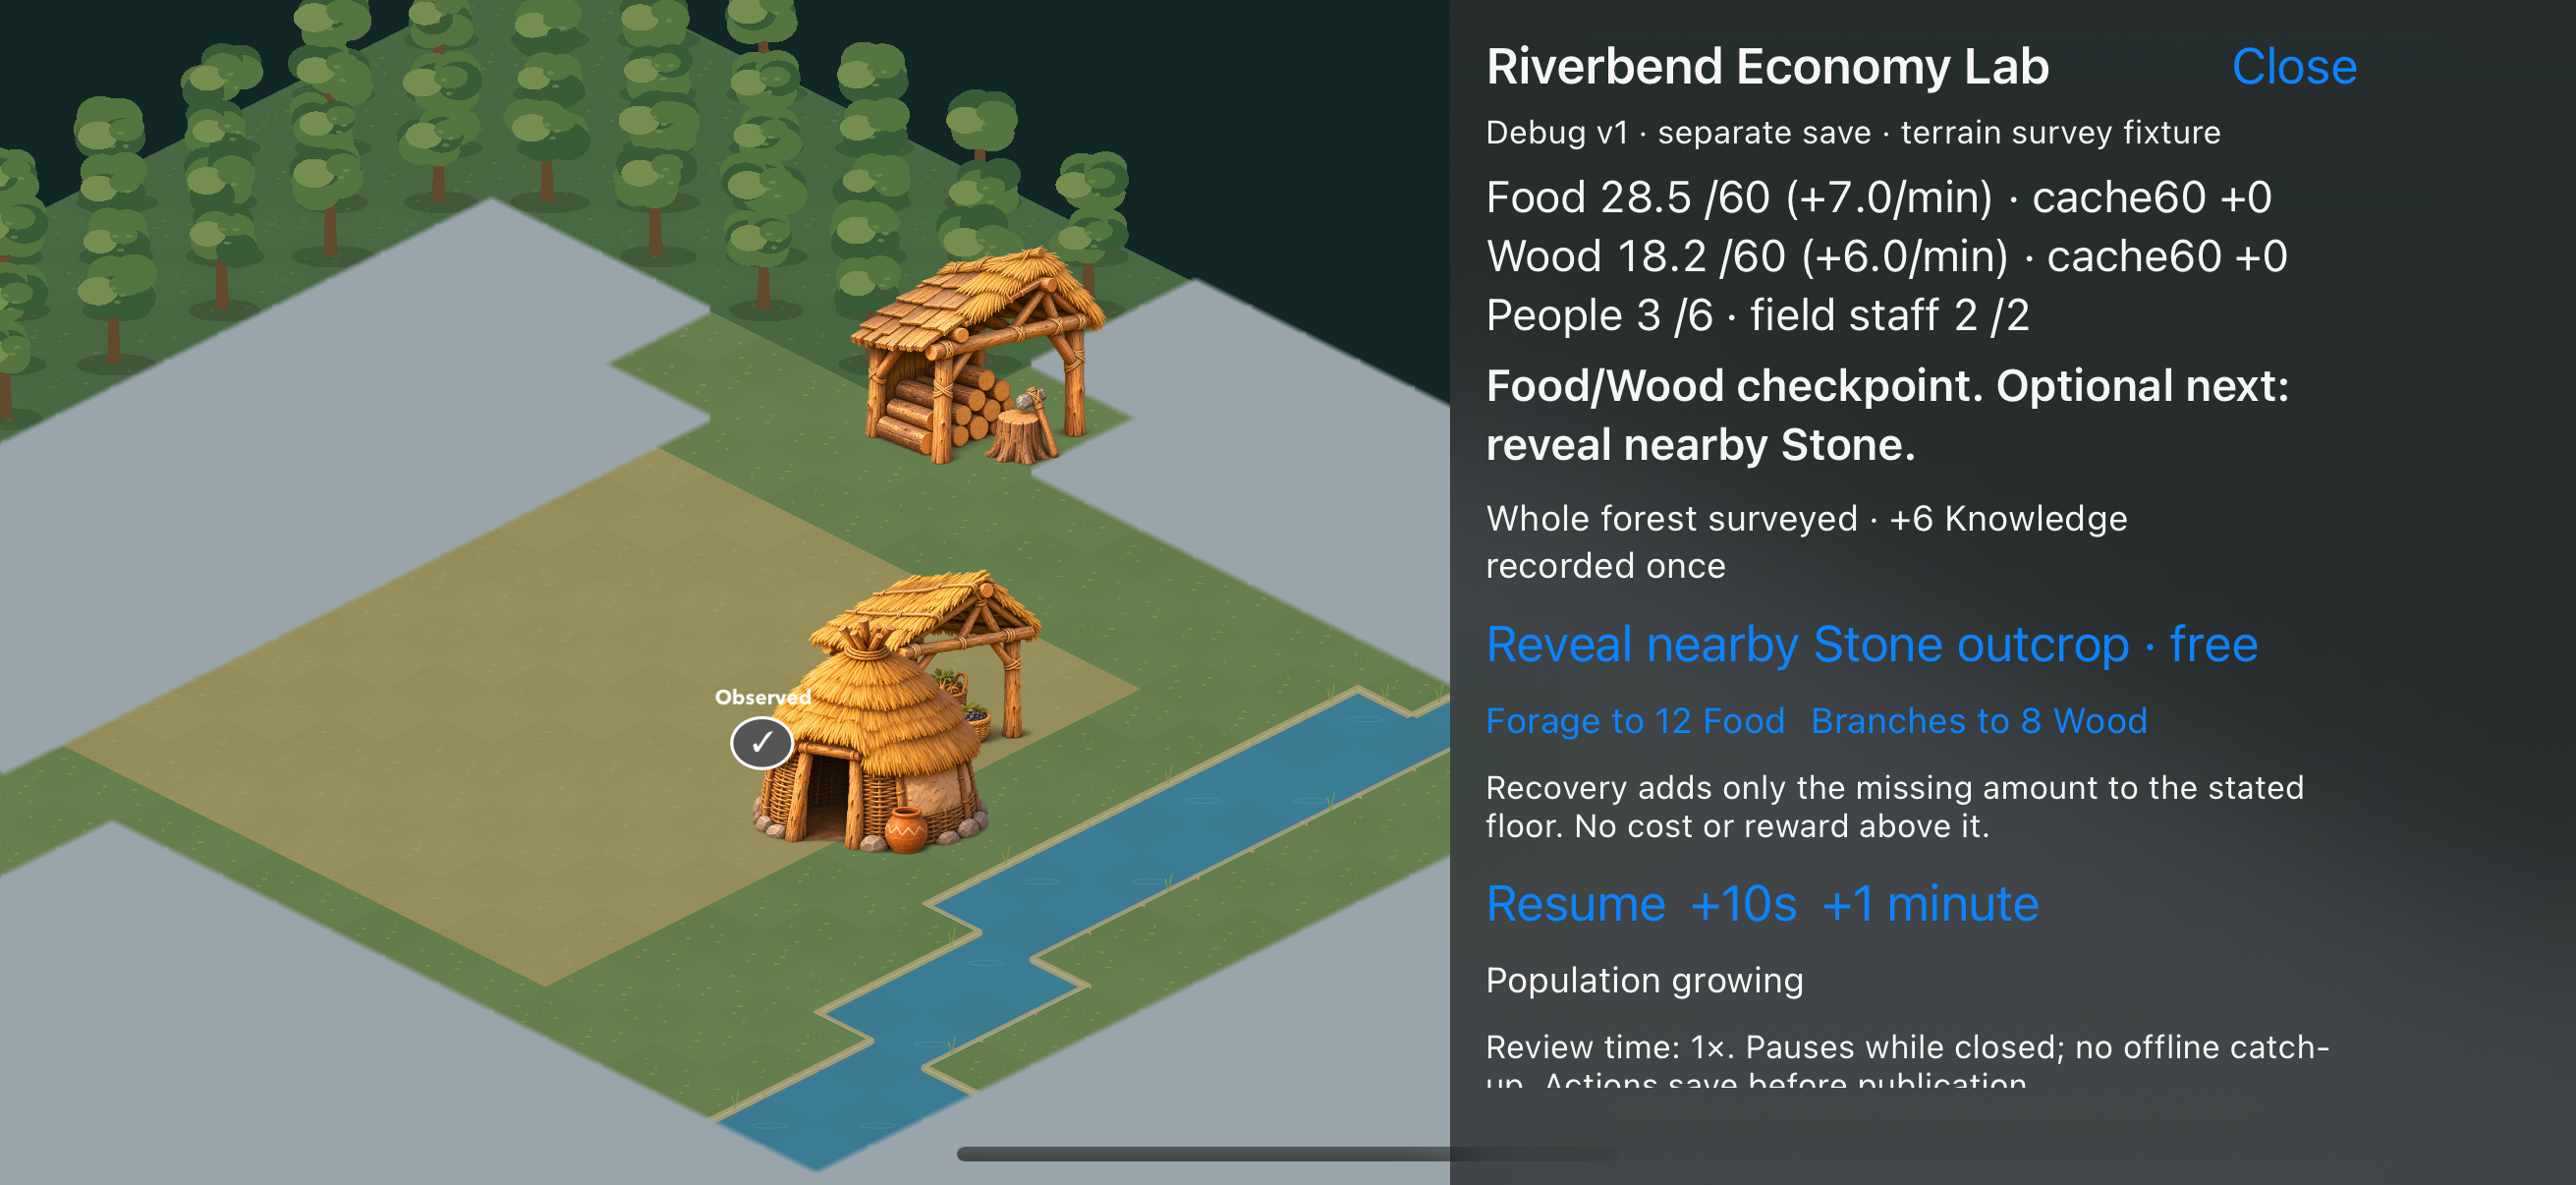 Riverbend Economy Lab
Close
Debug v1 · separate save · terrain survey fixture
Food 28.5 /60 (+7.0/min) · cache60 +0
Wood 18.2 /60 (+6.0/min) · cache60 +0
People 3 /6 · field staff 2 /2
Food/Wood checkpoint. Optional next:
reveal nearby Stone.
Whole forest surveyed · +6 Knowledge
recorded once
Reveal nearby Stone outcrop · free
Forage to 12 Food Branches to 8 Wood
Recovery adds only the missing amount to the stated
floor. No cost or reward above it.
Resume +10s +1 minute
Population growing
Review time: 1×. Pauses while closed; no offline catch-
up. Actions save before publication
Observed
✓